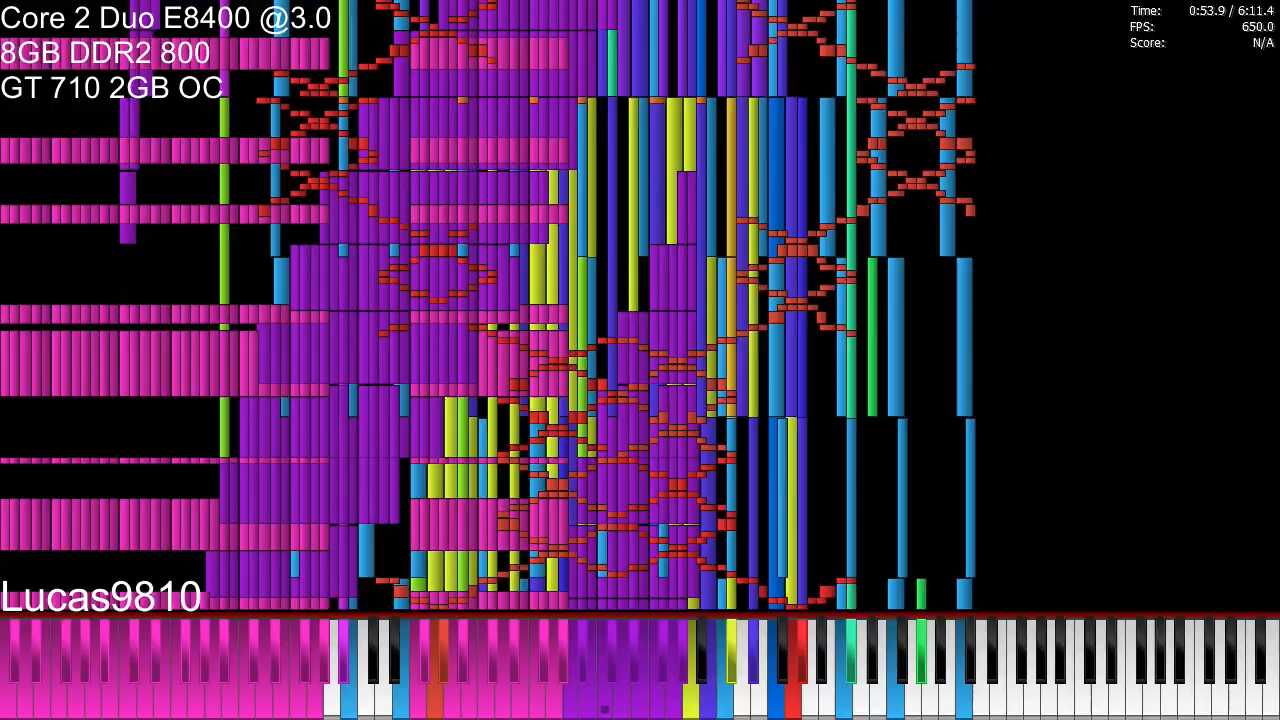 Core 2 Duo E8400 @3.0
8GB DDR2 800
GT 710 2GB OC
Time: 0:53.9 / 6:11.4
FPS: 650.0
Score: N/A
Lucas9810